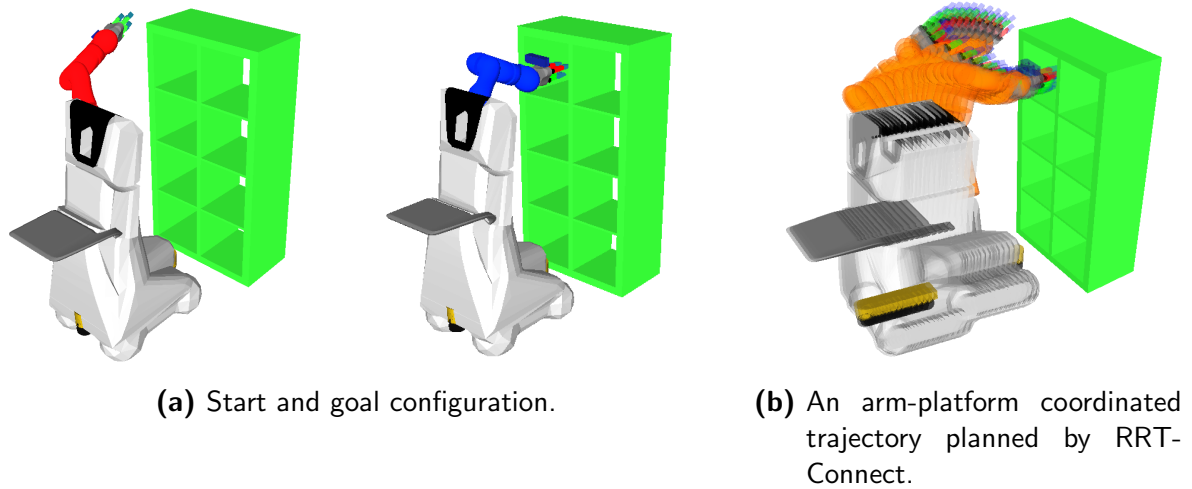 (a) Start and goal configuration.
(b) An arm-platform coordinated
trajectory planned by RRT-
Connect.